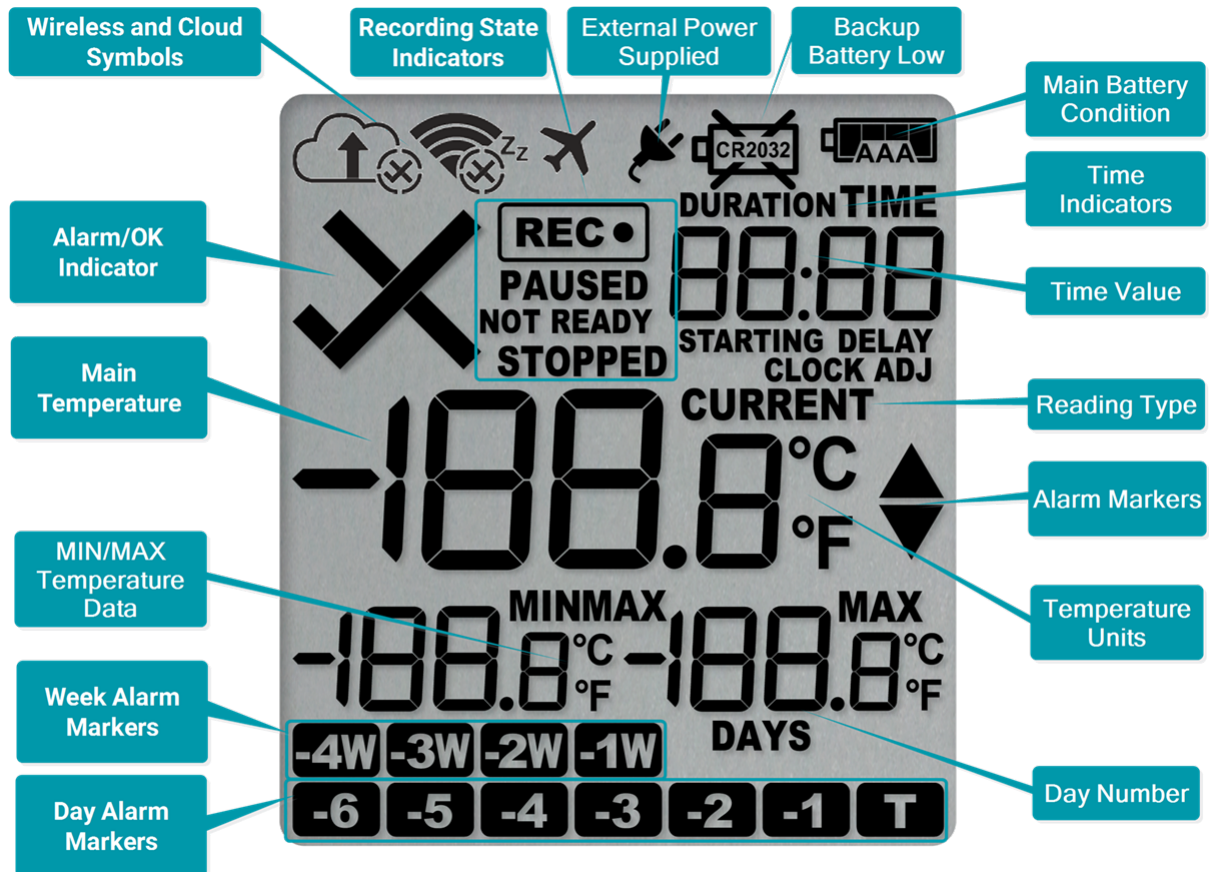 Wireless and Cloud
Symbols
Recording State
Indicators
External Power
Supplied
Backup
Battery Low
Main Battery
Condition
Time
Indicators
Time Value
Reading Type
Alarm Markers
Temperature
Units
Day Number
Alarm/OK
Indicator
Main
Temperature
MIN/MAX
Temperature
Data
Week Alarm
Markers
Day Alarm
Markers
zz
CR2032
AAA
REC
PAUSED
NOT READY
STOPPED
DURATION TIME
88:88
STARTING DELAY
CLOCK ADJ
CURRENT
-188.8 °C
°F
MINMAX
-188.8 °C
°F
MAX
-188.8 °C
°F
DAYS
-4W -3W -2W -1W
-6 -5 -4 -3 -2 -1 T